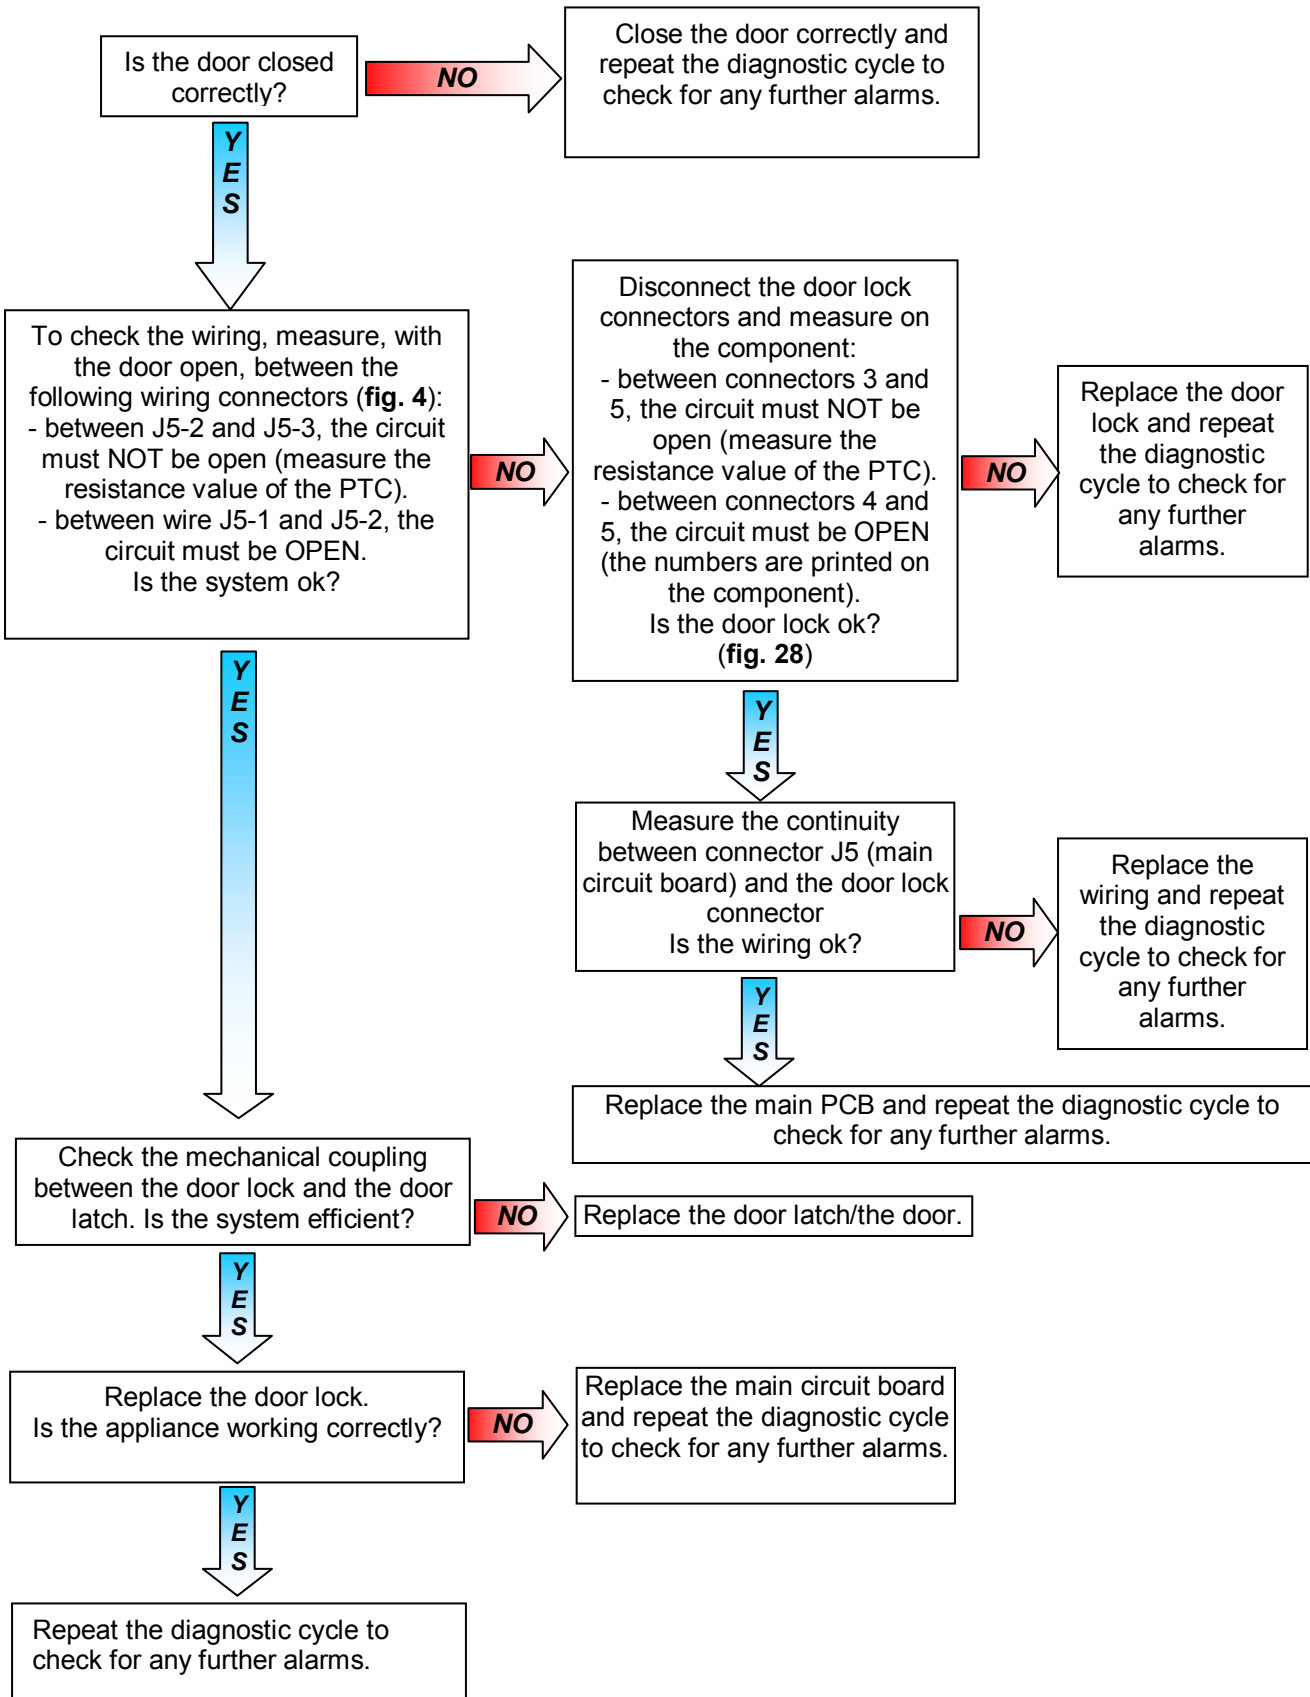 Is the door closed
correctly?
NO
Close the door correctly and
repeat the diagnostic cycle to
check for any further alarms.
YES
To check the wiring, measure, with
the door open, between the
following wiring connectors (fig. 4):
- between J5-2 and J5-3, the circuit
must NOT be open (measure the
resistance value of the PTC).
- between wire J5-1 and J5-2, the
circuit must be OPEN.
Is the system ok?
NO
Disconnect the door lock
connectors and measure on
the component:
- between connectors 3 and
5, the circuit must NOT be
open (measure the
resistance value of the PTC).
- between connectors 4 and
5, the circuit must be OPEN
(the numbers are printed on
the component).
Is the door lock ok?
(fig. 28)
NO
Replace the door
lock and repeat
the diagnostic
cycle to check for
any further
alarms.
YES
YES
Measure the continuity
between connector J5 (main
circuit board) and the door lock
connector
Is the wiring ok?
NO
Replace the
wiring and repeat
the diagnostic
cycle to check for
any further
alarms.
YES
Replace the main PCB and repeat the diagnostic cycle to
check for any further alarms.
Check the mechanical coupling
between the door lock and the door
latch. Is the system efficient?
NO
Replace the door latch/the door.
YES
Replace the door lock.
Is the appliance working correctly?
NO
Replace the main circuit board
and repeat the diagnostic cycle
to check for any further alarms.
YES
Repeat the diagnostic cycle to
check for any further alarms.